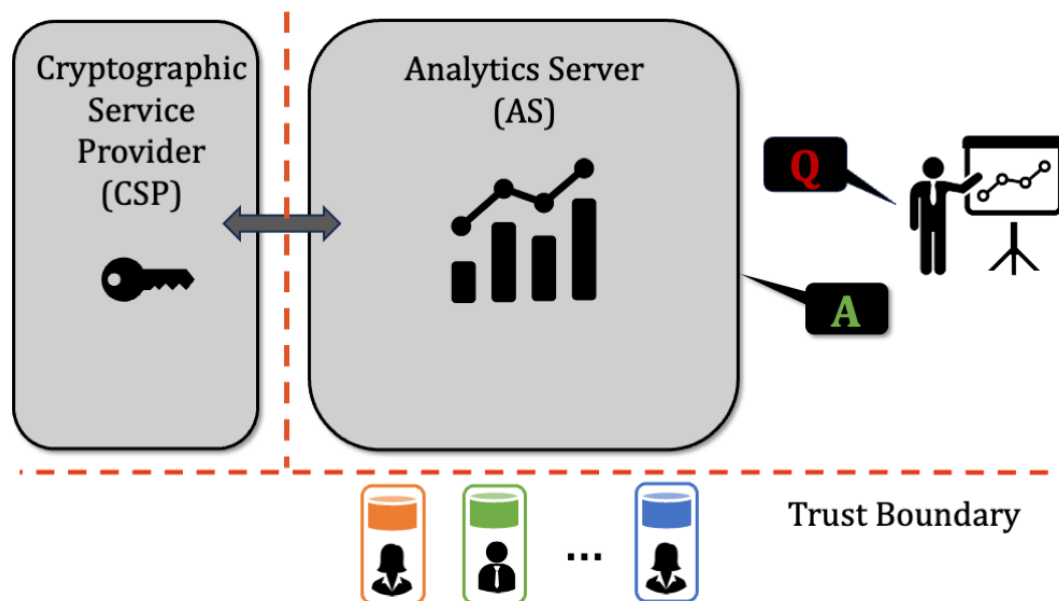 Cryptographic
Service
Provider
(CSP)
Analytics Server
(AS)
Q
A
...
Trust Boundary